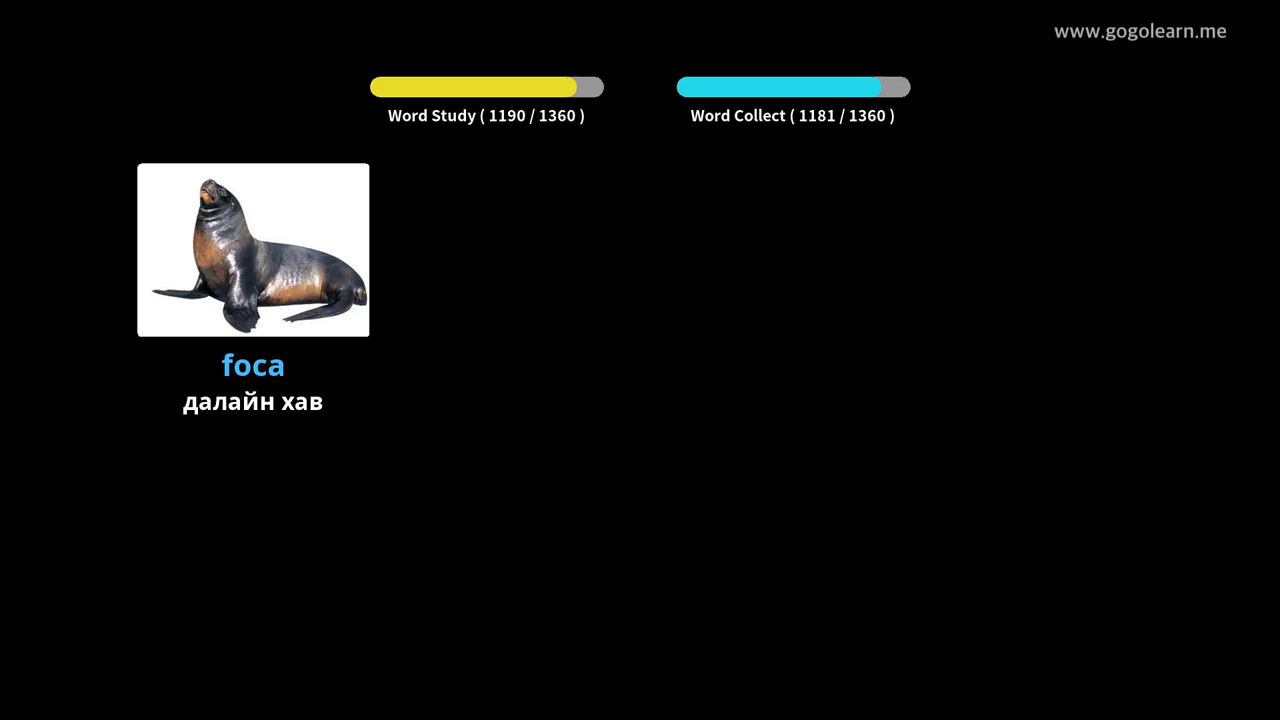 www.gogolearn.me
Word Study ( 1190 / 1360 )
Word Collect ( 1181 / 1360 )
foca
далайн хав